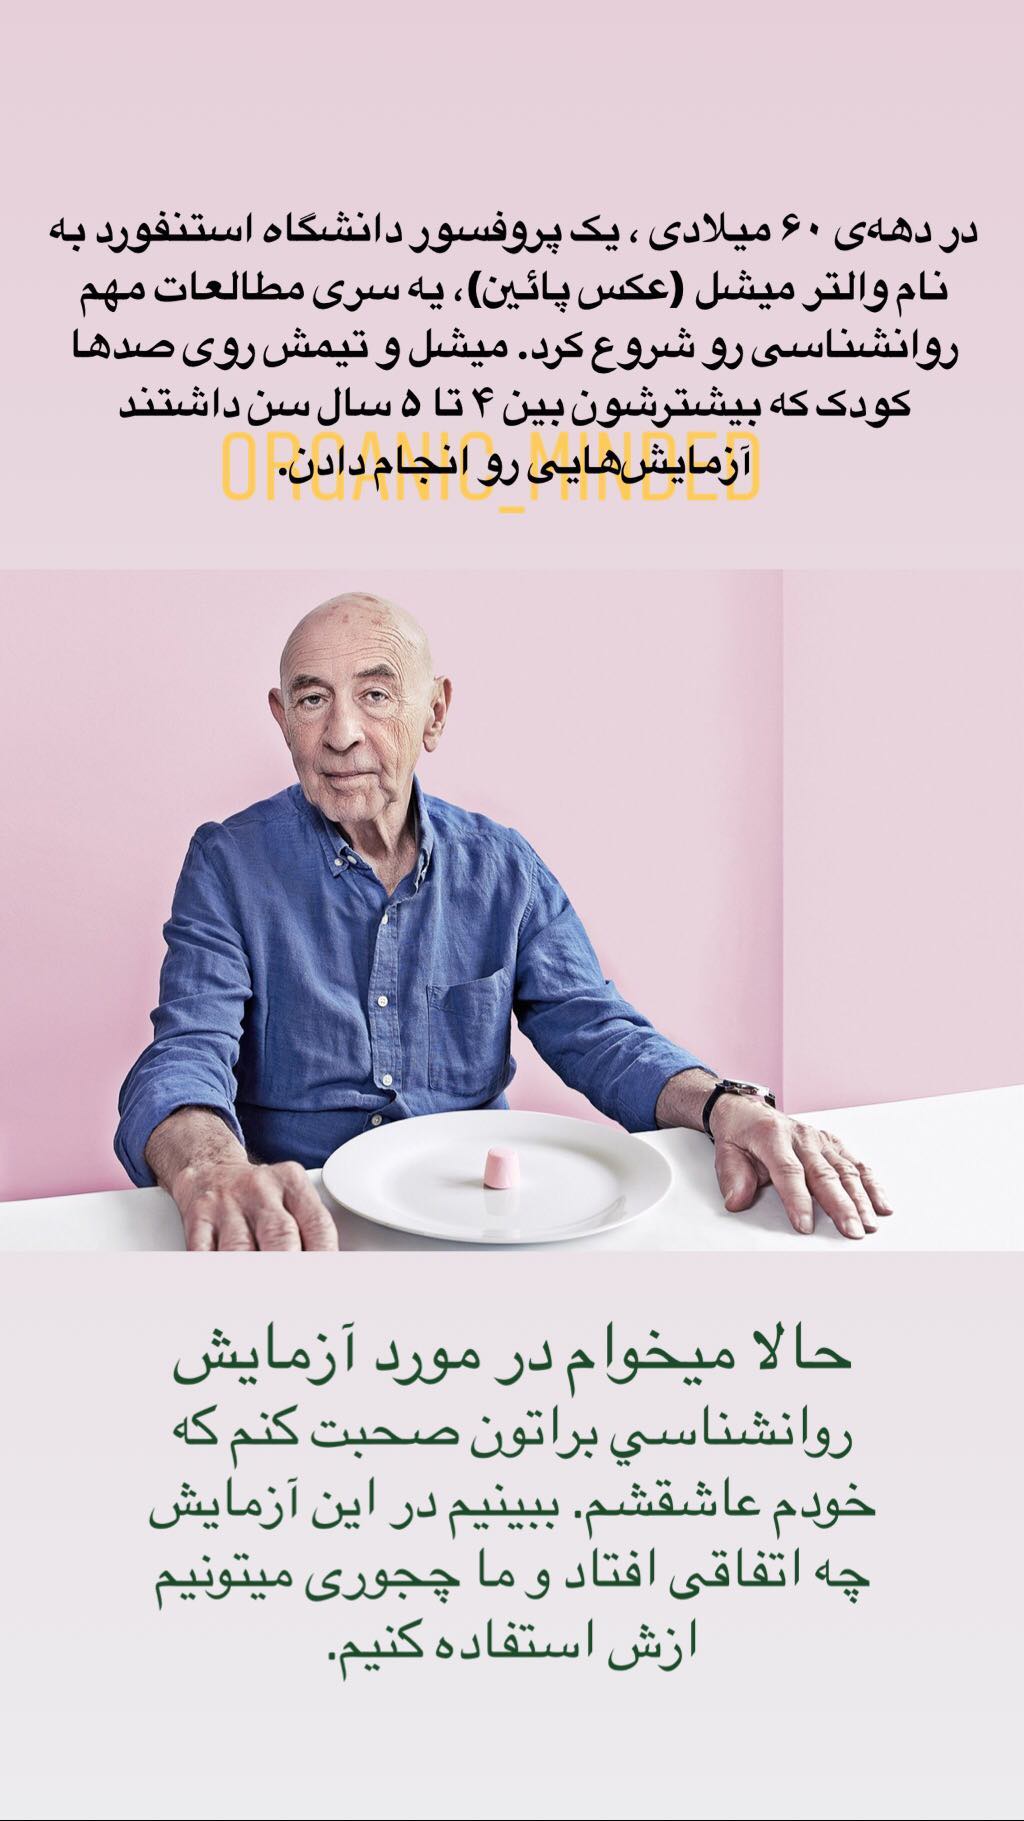 در دهه‌ی ۶۰ میلادی ، یک پروفسور دانشگاه استنفورد به
نام والتر میشل (عکس پائین)، یه سری مطالعات مهم
روانشناسی رو شروع کرد. میشل و تیمش روی صدها
کودک که بیشترشون بین ۴ تا ۵ سال سن داشتند
آزمایش‌هایی رو انجام دادن.
ORGANIC_MINDED
حالا میخوام در مورد آزمایش
روانشناسي براتون صحبت کنم که
خودم عاشقشم. ببینیم در این آزمایش
چه اتفاقی افتاد و ما چجوری میتونیم
ازش استفاده کنیم.